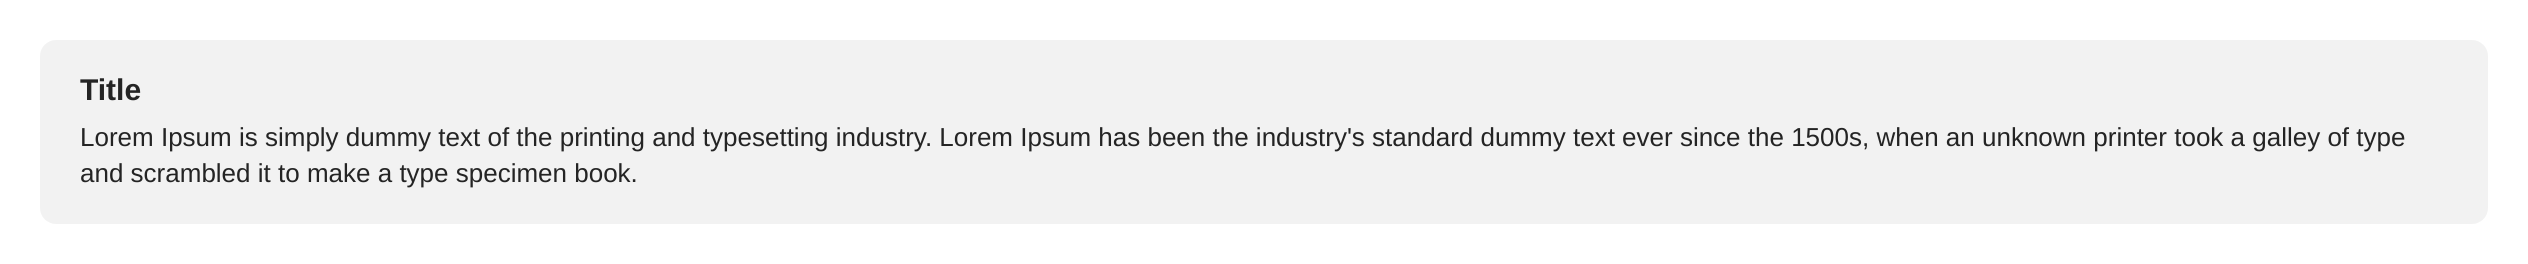 Title
Lorem Ipsum is simply dummy text of the printing and typesetting industry. Lorem Ipsum has been the industry's standard dummy text ever since the 1500s, when an unknown printer took a galley of type
and scrambled it to make a type specimen book.